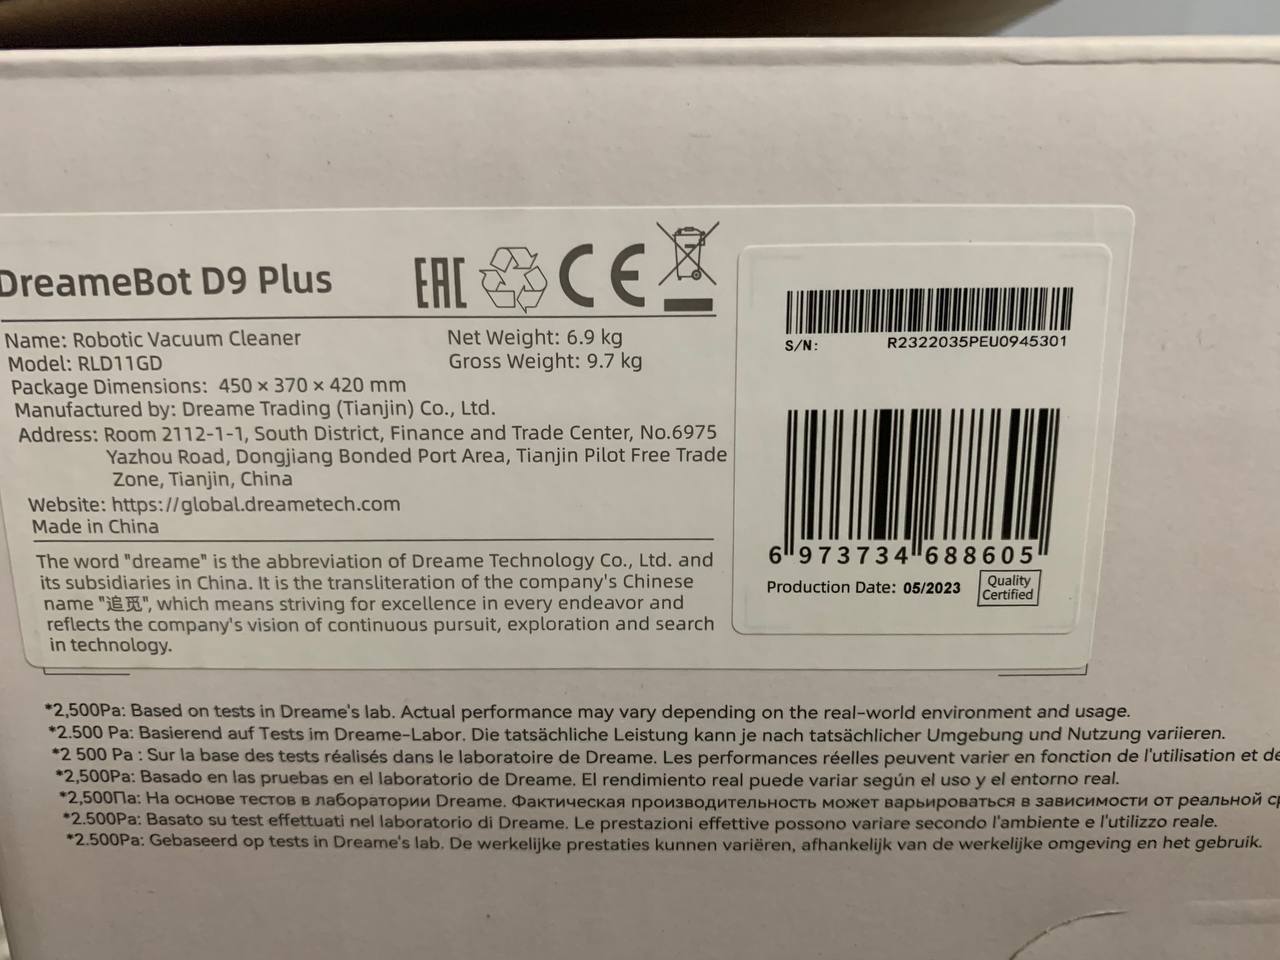 DreameBot D9 Plus
EAC
CE
Name: Robotic Vacuum Cleaner
Net Weight: 6.9 kg
Model: RLD11GD
Gross Weight: 9.7 kg
Package Dimensions: 450 × 370 × 420 mm
Manufactured by: Dreame Trading (Tianjin) Co., Ltd.
Address: Room 2112-1-1, South District, Finance and Trade Center, No.6975
Yazhou Road, Dongjiang Bonded Port Area, Tianjin Pilot Free Trade
Zone, Tianjin, China
Website: https://global.dreametech.com
Made in China
The word "dreame" is the abbreviation of Dreame Technology Co., Ltd. and
its subsidiaries in China. It is the transliteration of the company's Chinese
name "追觅", which means striving for excellence in every endeavor and
reflects the company's vision of continuous pursuit, exploration and search
in technology.
S/N: R2322035PEU0945301
6 973734 688605
Production Date: 05/2023
Quality
Certified
*2,500Pa: Based on tests in Dreame's lab. Actual performance may vary depending on the real-world environment and usage.
*2.500 Pa: Basierend auf Tests im Dreame-Labor. Die tatsächliche Leistung kann je nach tatsächlicher Umgebung und Nutzung variieren.
*2 500 Pa : Sur la base des tests réalisés dans le laboratoire de Dreame. Les performances réelles peuvent varier en fonction de l'utilisation et de
*2,500Pa: Basado en las pruebas en el laboratorio de Dreame. El rendimiento real puede variar según el uso y el entorno real.
*2,500Па: На основе тестов в лаборатории Dreame. Фактическая производительность может варьироваться в зависимости от реальной
*2.500Pa: Basato su test effettuati nel laboratorio di Dreame. Le prestazioni effettive possono variare secondo l'ambiente e l'utilizzo reale.
*2.500Pa: Gebaseerd op tests in Dreame's lab. De werkelijke prestaties kunnen variëren, afhankelijk van de werkelijke omgeving en het gebruik.